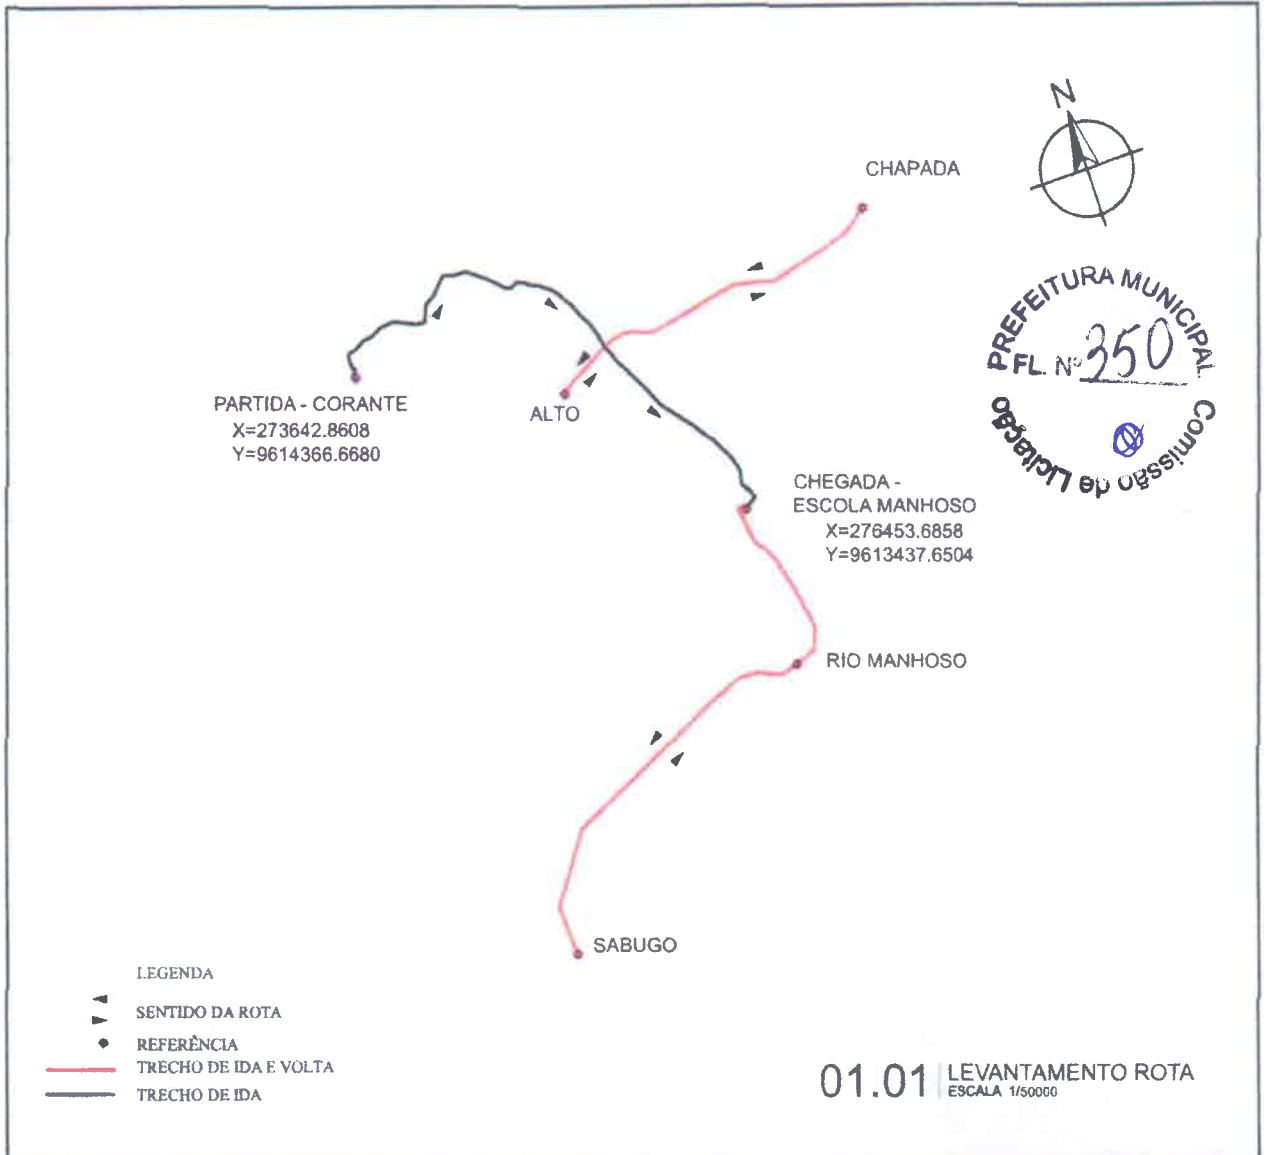 N
CHAPADA
PREFEITURA MUNICIPAL
FL. Nº 350
Comissão de Licitação
PARTIDA - CORANTE
X=273642.8608
Y=9614366.6680
ALTO
CHEGADA -
ESCOLA MANHOSO
X=276453.6858
Y=9613437.6504
RIO MANHOSO
SABUGO
LEGENDA
SENTIDO DA ROTA
REFERÊNCIA
TRECHO DE IDA E VOLTA
TRECHO DE IDA
01.01 LEVANTAMENTO ROTA
ESCALA 1/50000